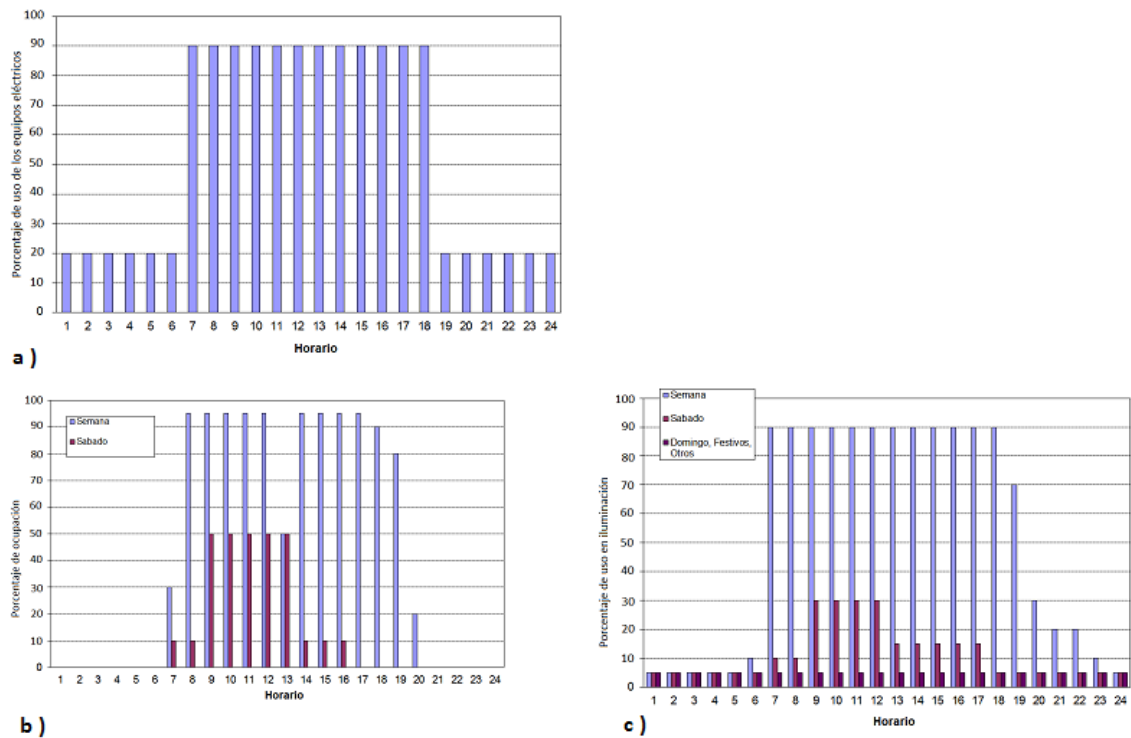 Porcentaje de uso de los equipos eléctricos
100
90
80
70
60
50
40
30
20
10
0
1 2 3 4 5 6 7 8 9 10 11 12 13 14 15 16 17 18 19 20 21 22 23 24
Horario
a )
Porcentaje de ocupación
100
90
80
70
60
50
40
30
20
10
0
Semana
Sabado
1 2 3 4 5 6 7 8 9 10 11 12 13 14 15 16 17 18 19 20 21 22 23 24
Horario
b )
Porcentaje de uso en iluminación
100
90
80
70
60
50
40
30
20
10
0
Semana
Sabado
Domingo, Festivos,
Otros
1 2 3 4 5 6 7 8 9 10 11 12 13 14 15 16 17 18 19 20 21 22 23 24
Horario
c )